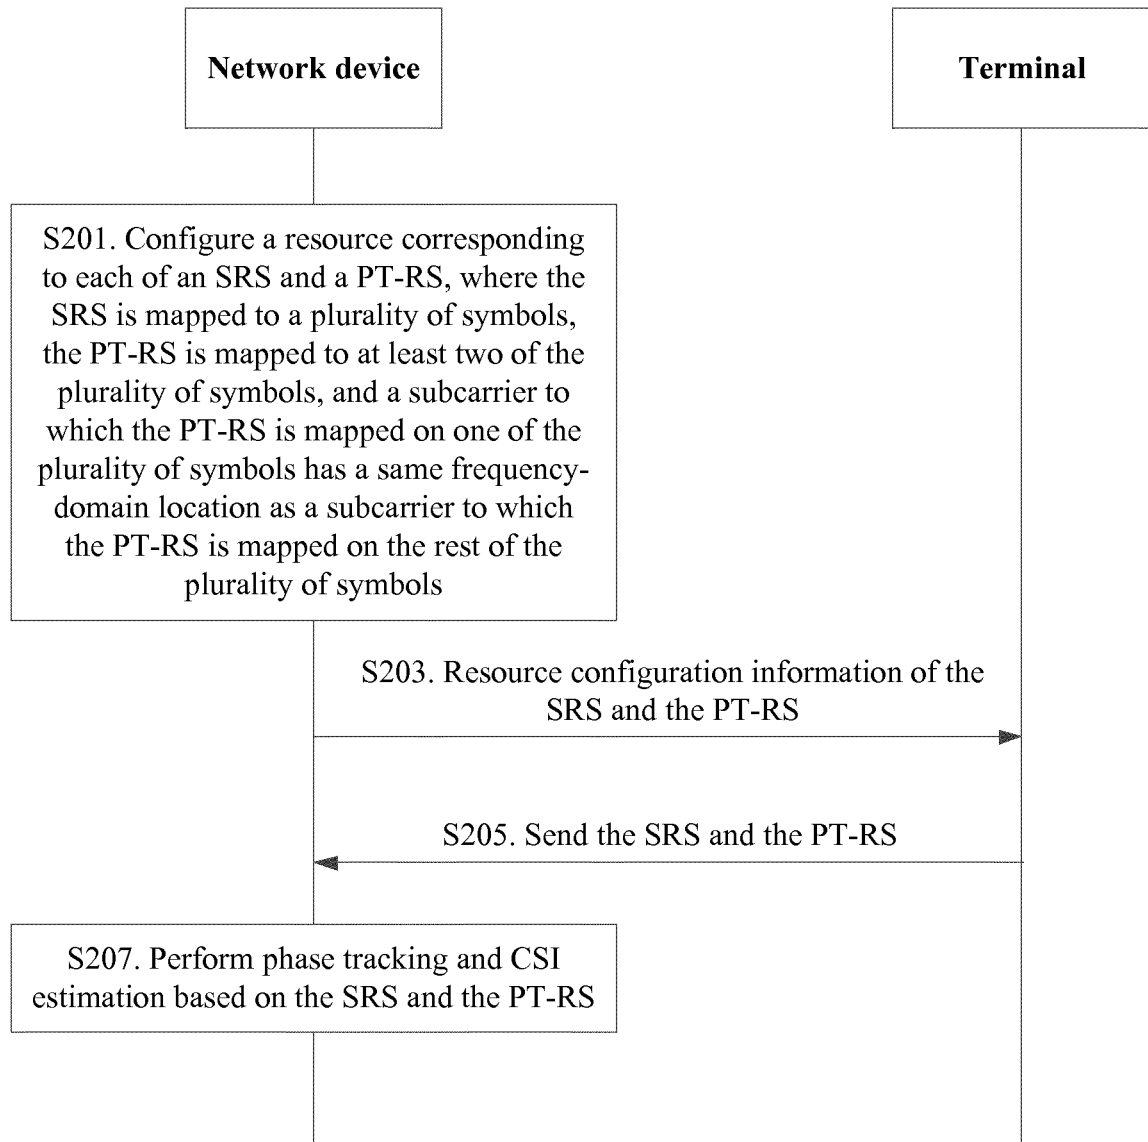 Network device
Terminal
S201. Configure a resource corresponding
to each of an SRS and a PT-RS, where the
SRS is mapped to a plurality of symbols,
the PT-RS is mapped to at least two of the
plurality of symbols, and a subcarrier to
which the PT-RS is mapped on one of the
plurality of symbols has a same frequency-
domain location as a subcarrier to which
the PT-RS is mapped on the rest of the
plurality of symbols
S203. Resource configuration information of the
SRS and the PT-RS
S205. Send the SRS and the PT-RS
S207. Perform phase tracking and CSI
estimation based on the SRS and the PT-RS